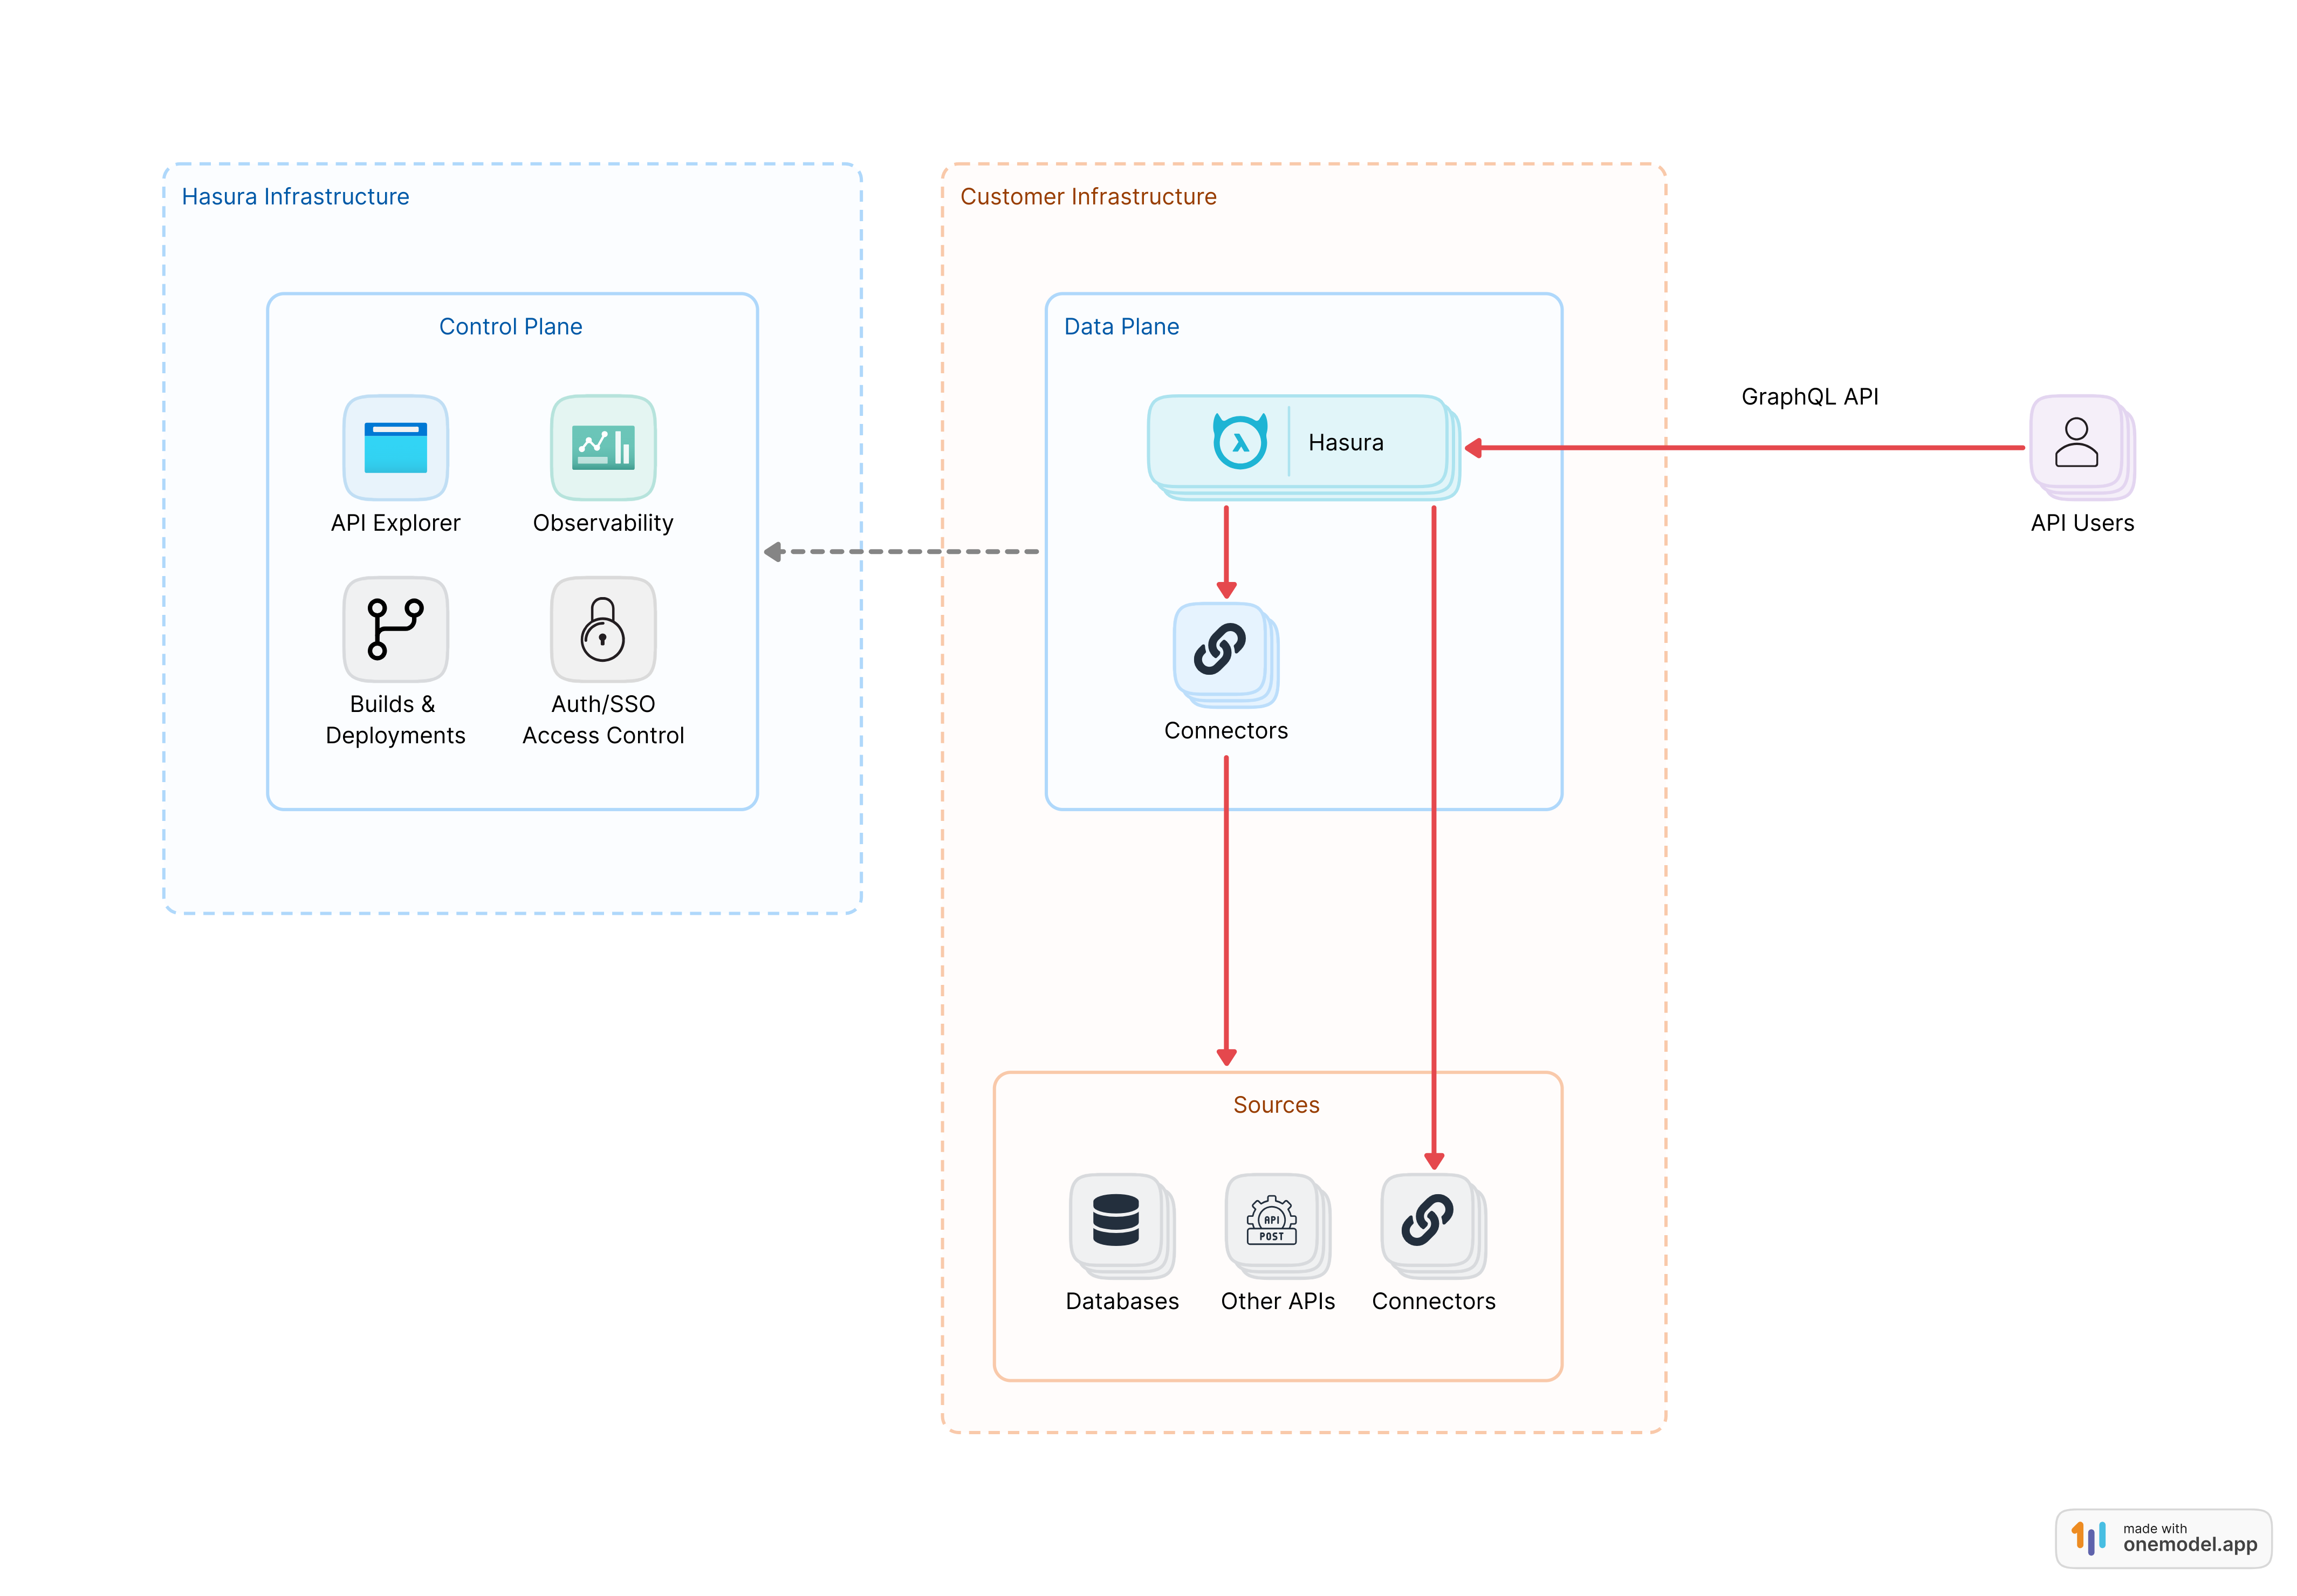 Hasura Infrastructure
Control Plane
API Explorer
Observability
Builds &
Deployments
Auth/SSO
Access Control
Customer Infrastructure
Data Plane
Hasura
Connectors
GraphQL API
API Users
Sources
API
POST
Databases
Other APIs
Connectors
made with
onemodel.app